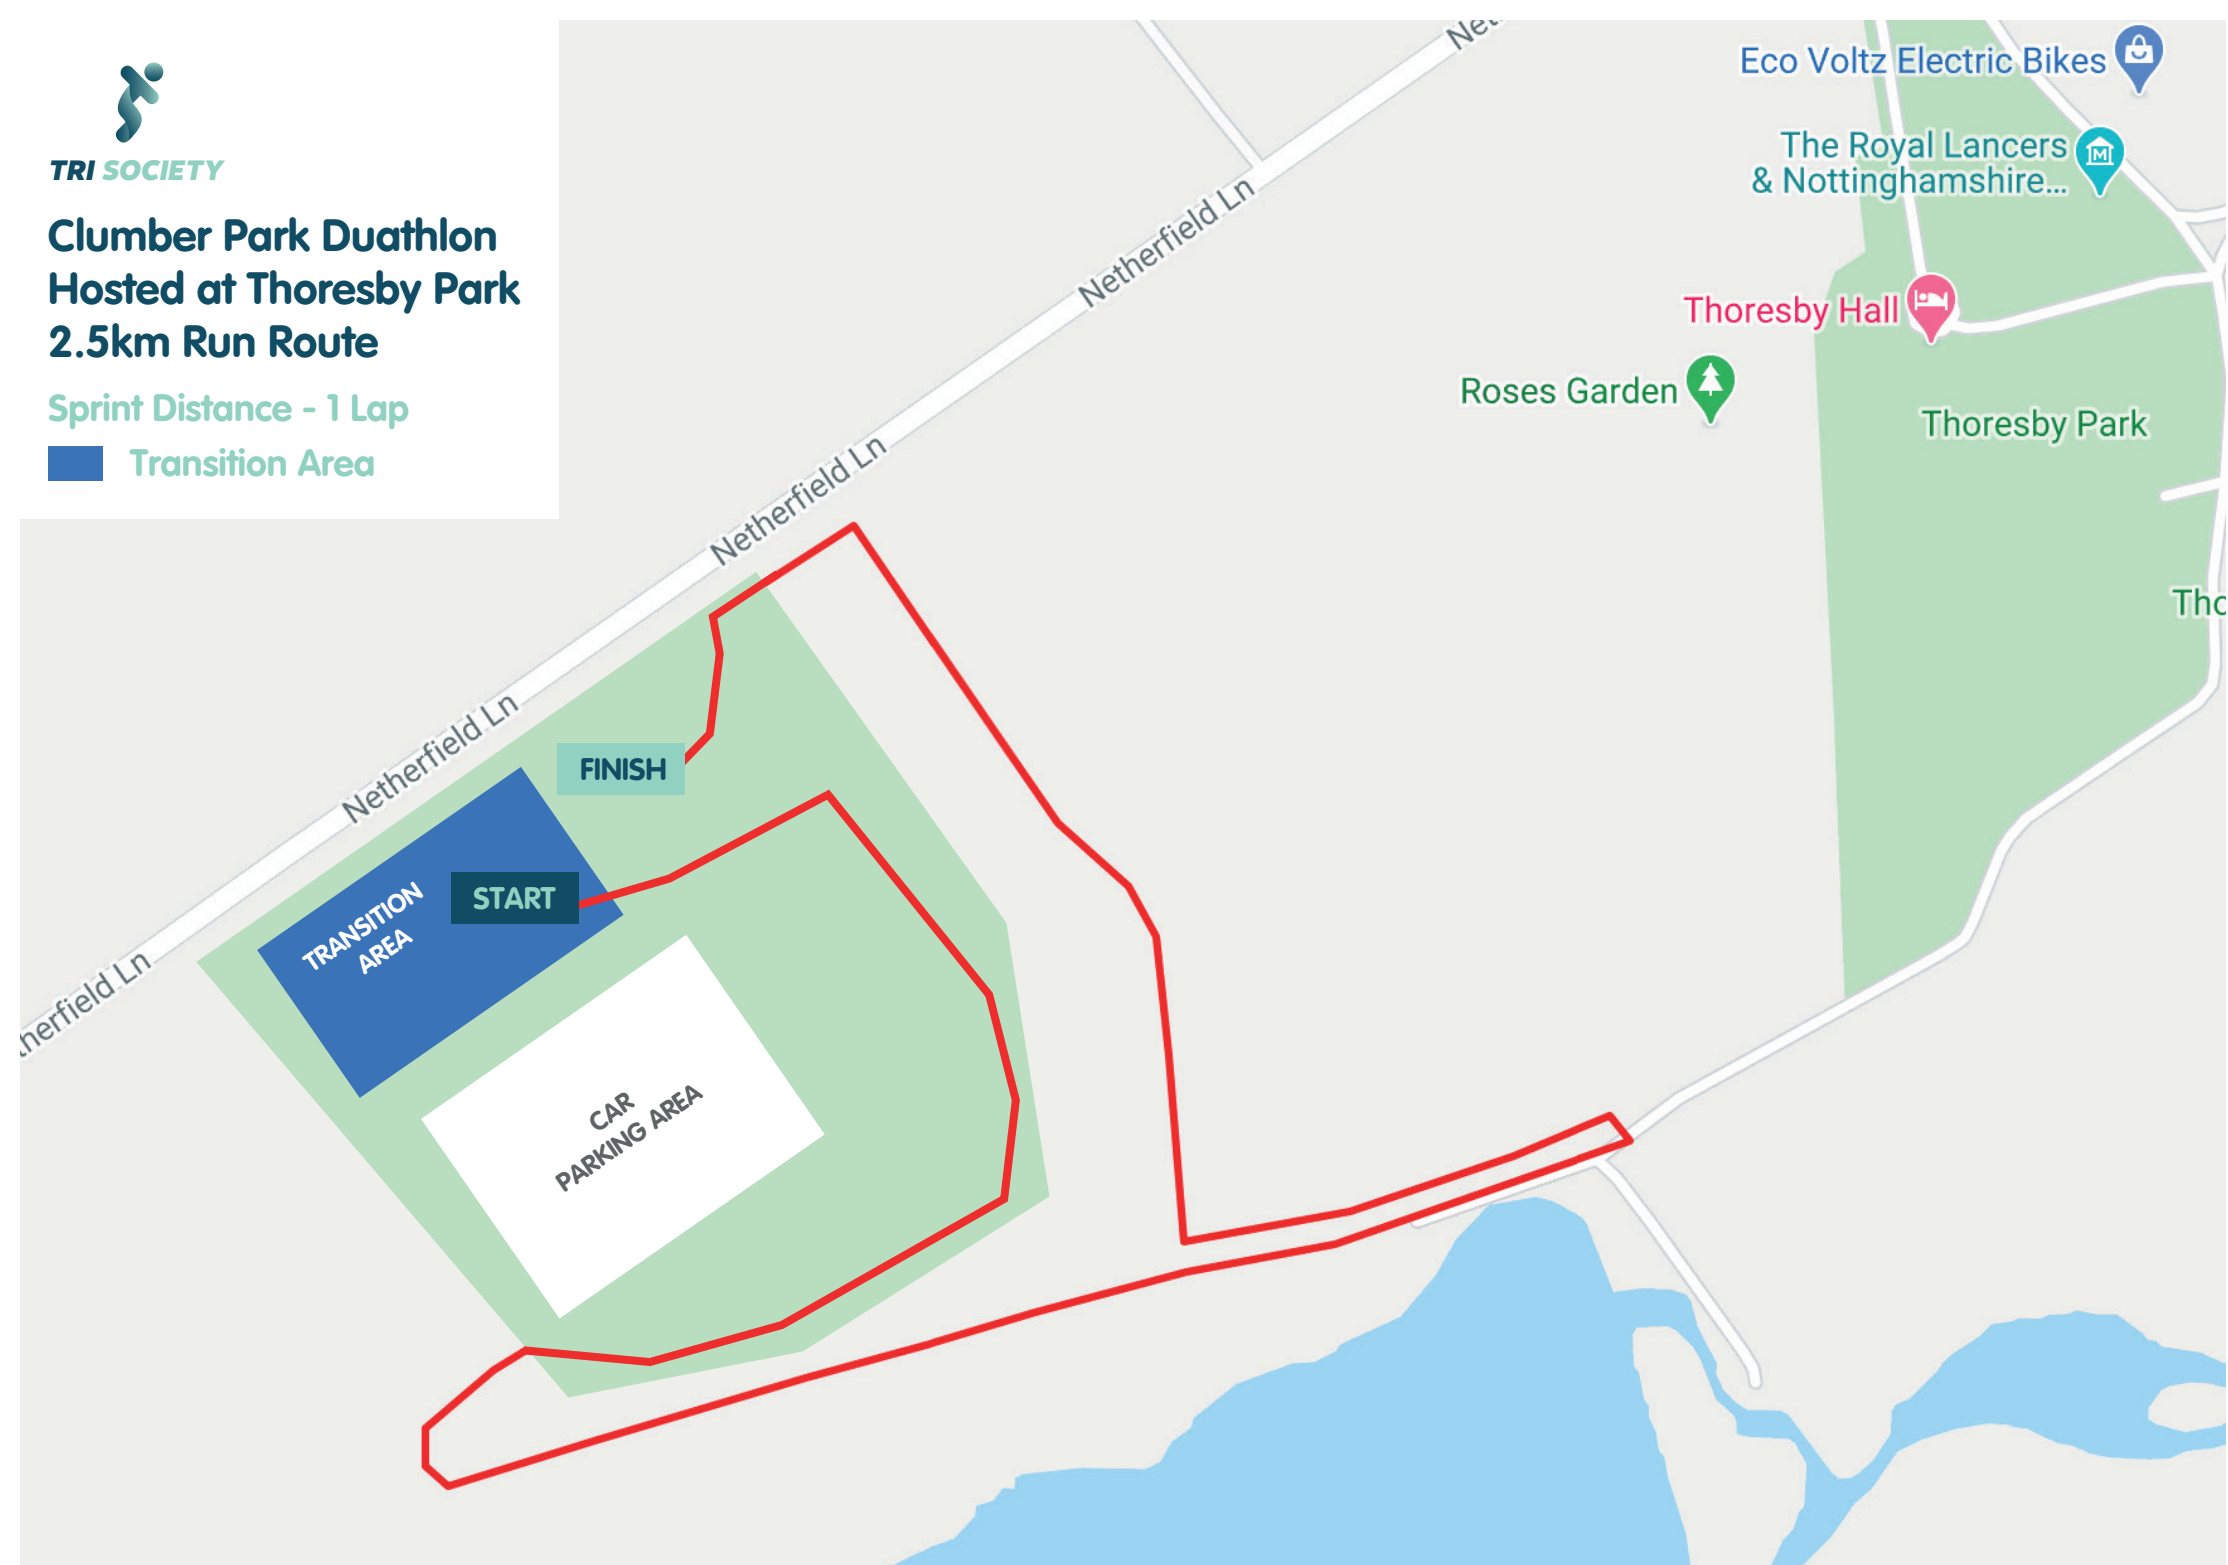 TRI SOCIETY
Clumber Park Duathlon
Hosted at Thoresby Park
2.5km Run Route
Sprint Distance - 1 Lap
Transition Area
Eco Voltz Electric Bikes
The Royal Lancers
& Nottinghamshire...
Thoresby Hall
Roses Garden
Thoresby Park
Netherfield Ln
Netherfield Ln
Netherfield Ln
FINISH
START
TRANSITION
AREA
CAR
PARKING AREA